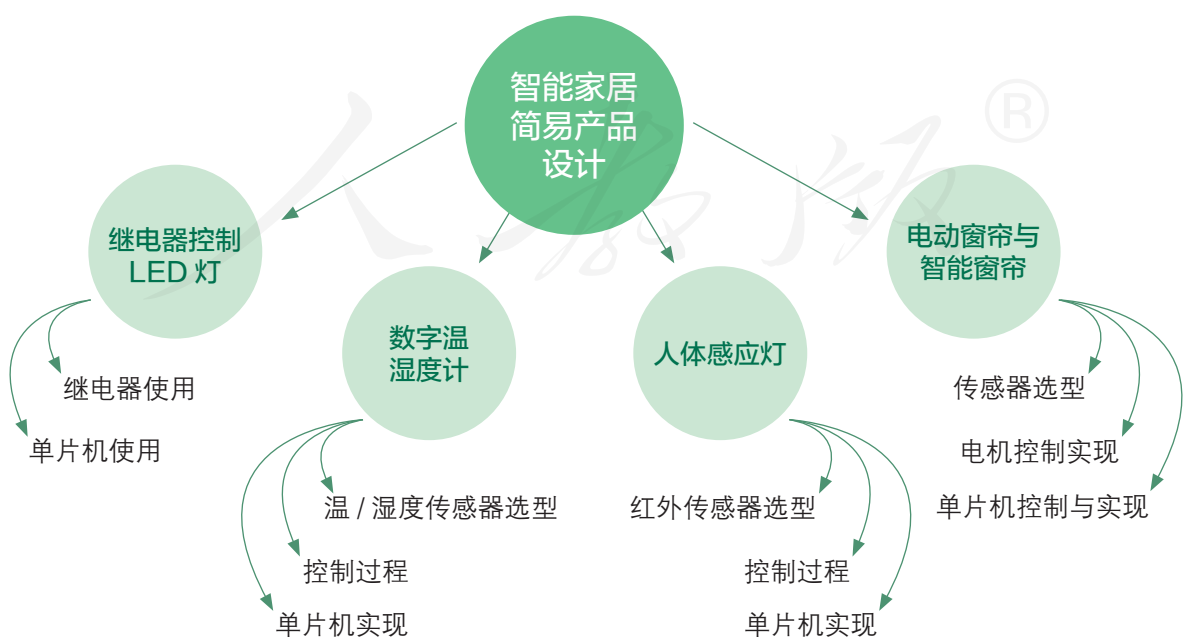 智能家居
简易产品
设计
人教版®
继电器控制
LED 灯
继电器使用
单片机使用
数字温
湿度计
温 / 湿度传感器选型
控制过程
单片机实现
人体感应灯
红外传感器选型
控制过程
单片机实现
电动窗帘与
智能窗帘
传感器选型
电机控制实现
单片机控制与实现